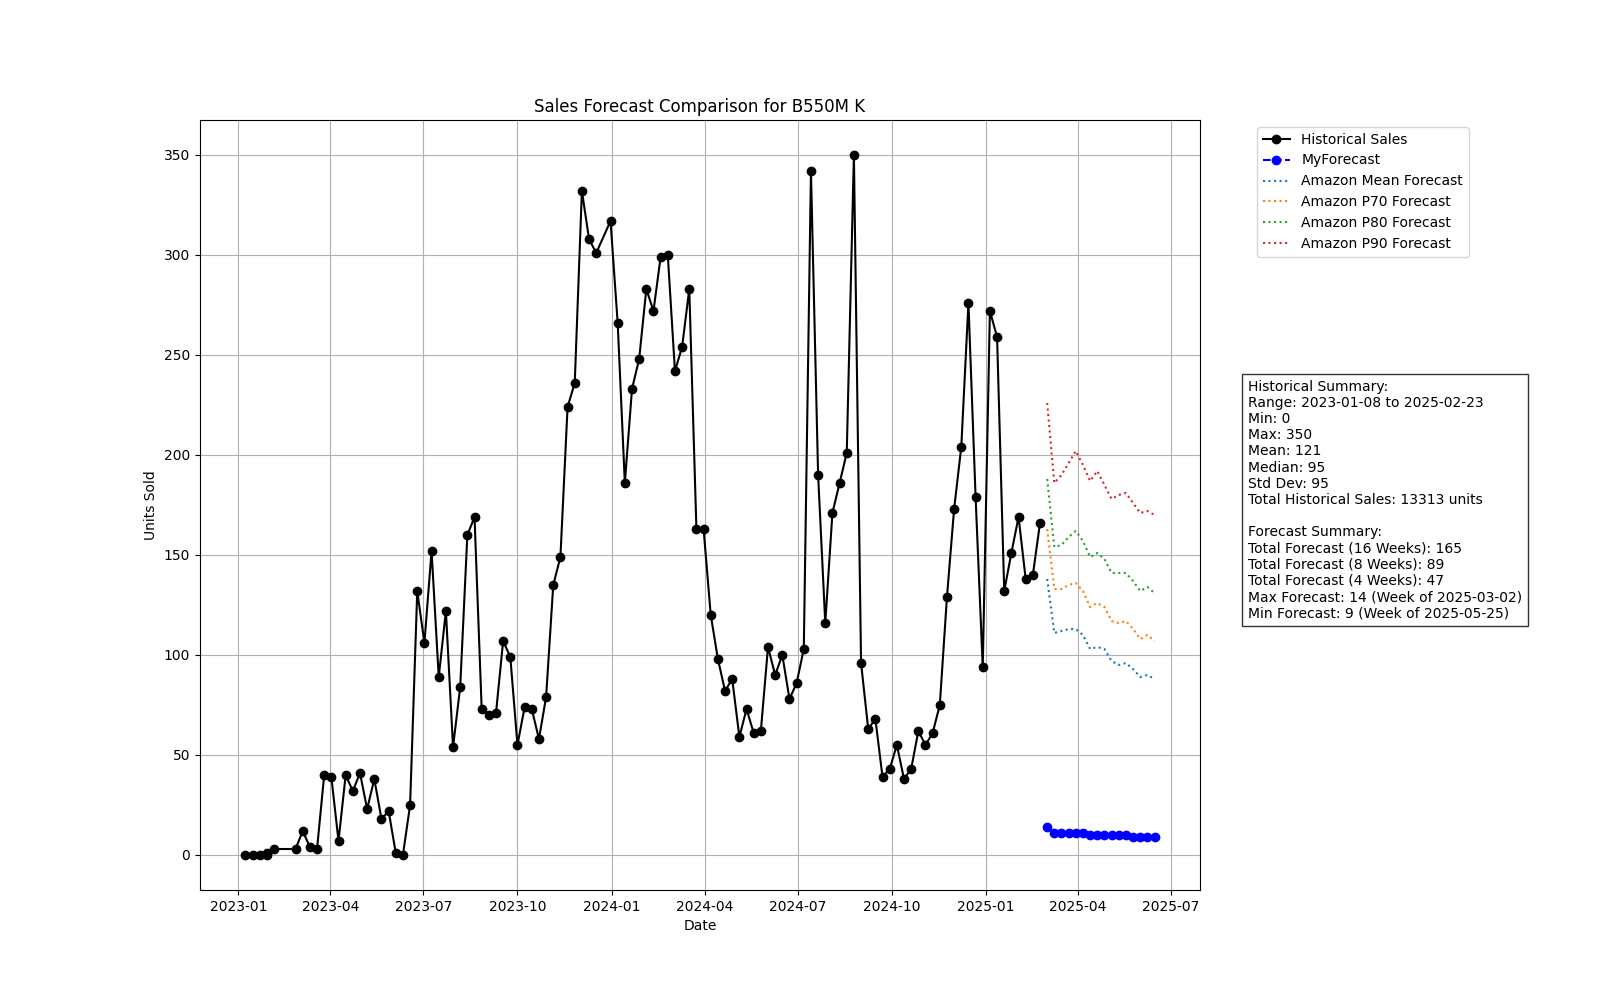 Sales Forecast Comparison for B550M K
Historical Sales
MyForecast
Amazon Mean Forecast
Amazon P70 Forecast
Amazon P80 Forecast
Amazon P90 Forecast
350
300
250
200
150
100
50
0
Units Sold
2023-01
2023-04
2023-07
2023-10
2024-01
2024-04
2024-07
2024-10
2025-01
2025-04
2025-07
Date
Historical Summary:
Range: 2023-01-08 to 2025-02-23
Min: 0
Max: 350
Mean: 121
Median: 95
Std Dev: 95
Total Historical Sales: 13313 units
Forecast Summary:
Total Forecast (16 Weeks): 165
Total Forecast (8 Weeks): 89
Total Forecast (4 Weeks): 47
Max Forecast: 14 (Week of 2025-03-02)
Min Forecast: 9 (Week of 2025-05-25)